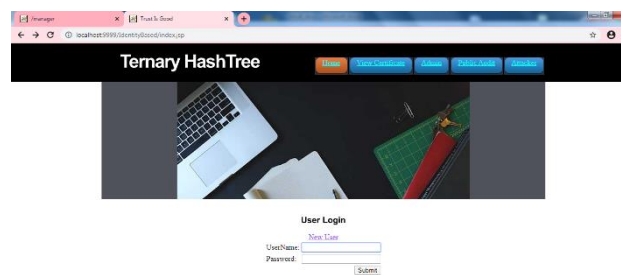 /manager
Trust & Good
localhost:9999/IdentityBased/index.jsp
Ternary HashTree
Home View Certificate Admin Public Audit Attacker
User Login
New User
UserName:
Password:
Submit